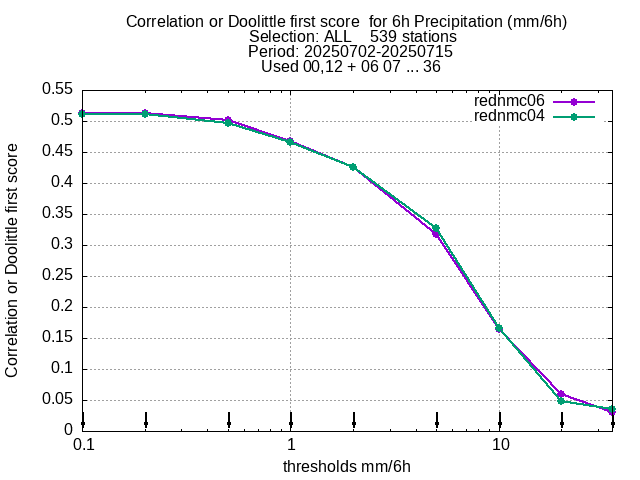 Correlation or Doolittle first score  for 6h Precipitation (mm/6h)
Selection: ALL    539 stations
Period: 20250702-20250715
Used 00,12 + 06 07 ... 36
rednmc06
rednmc04
0.55
0.5
0.45
0.4
0.35
0.3
0.25
0.2
0.15
0.1
0.05
0
Correlation or Doolittle first score
0.1 1 10
thresholds mm/6h